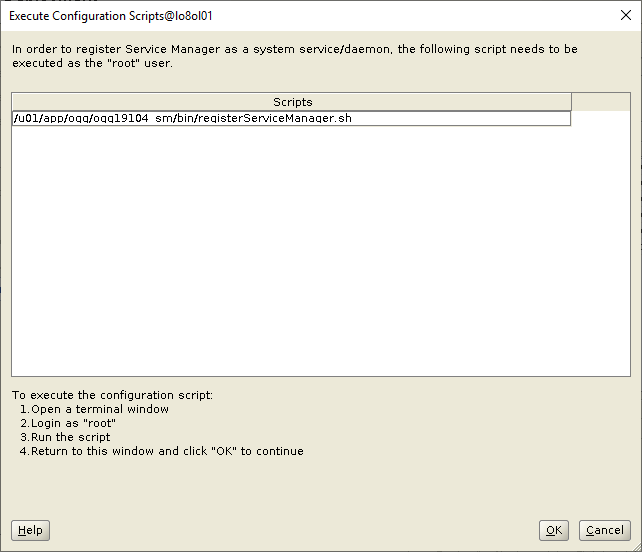 Execute Configuration Scripts@lo8ol01
In order to register Service Manager as a system service/daemon, the following script needs to be
executed as the "root" user.
Scripts
/u01/app/ogg/ogg19104_sm/bin/registerServiceManager.sh
To execute the configuration script:
1.Open a terminal window
2.Login as "root"
3.Run the script
4.Return to this window and click "OK" to continue
Help
OK
Cancel